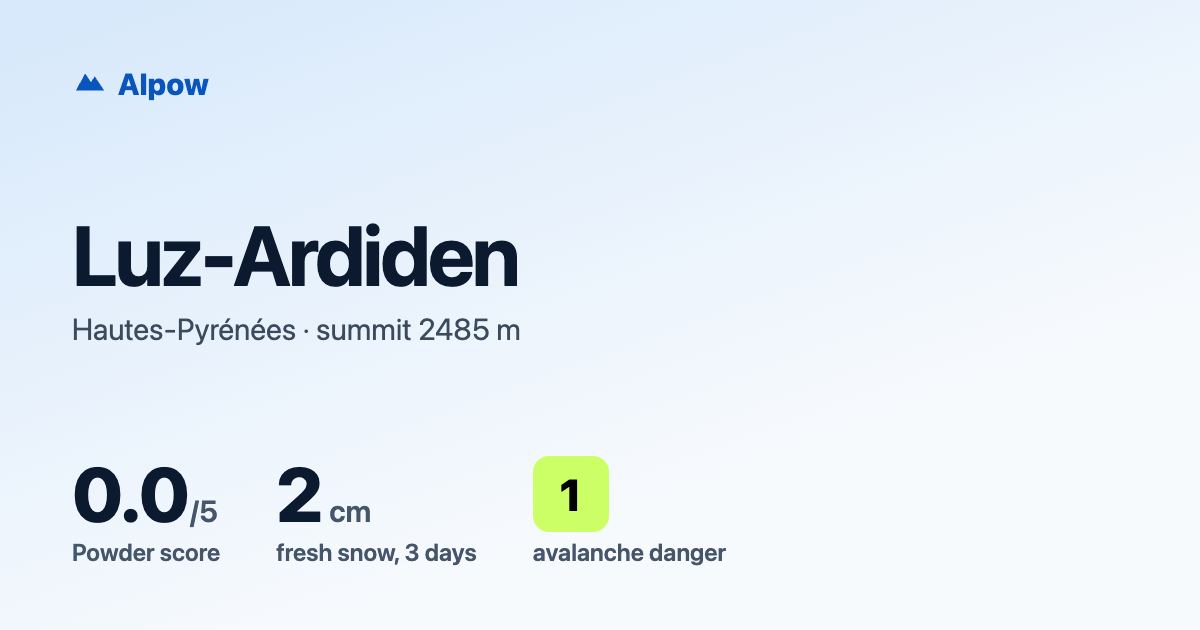 Alpow
Luz-Ardiden
Hautes-Pyrénées · summit 2485 m
0.0/5
Powder score
2 cm
fresh snow, 3 days
1
avalanche danger